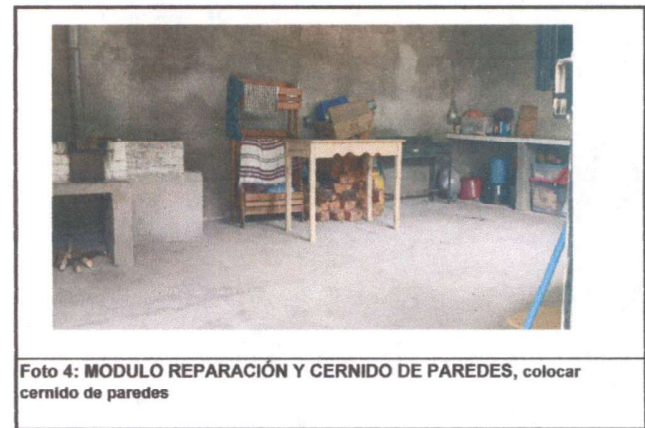 Foto 4: MODULO REPARACIÓN Y CERNIDO DE PAREDES, colocar
cernido de paredes